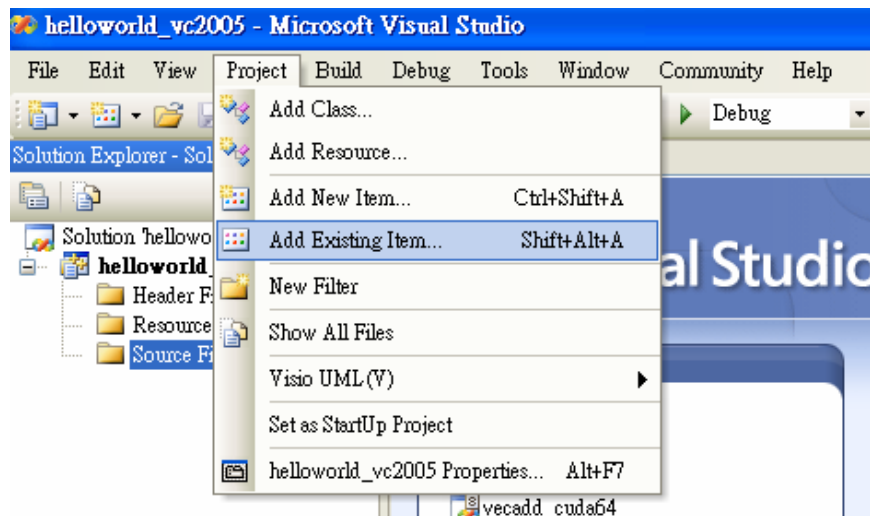 helloworld_vc2005 - Microsoft Visual Studio
File Edit View Project Build Debug Tools Window Community Help
Add Class...
Debug
Solution Explorer - Sol
Add Resource...
Add New Item... Ctrl+Shift+A
Solution 'hellowo
Add Existing Item... Shift+Alt+A
al Studio
helloworld_
Header F
New Filter
Resource
Show All Files
Source Fi
Visio UML(V)
Set as StartUp Project
helloworld_vc2005 Properties... Alt+F7
vecadd_cuda64